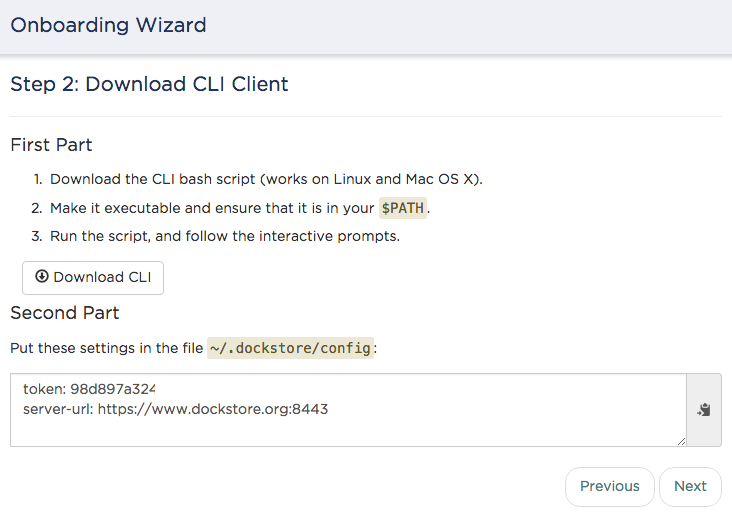 Onboarding Wizard
Step 2: Download CLI Client
First Part
1. Download the CLI bash script (works on Linux and Mac OS X).
2. Make it executable and ensure that it is in your $PATH.
3. Run the script, and follow the interactive prompts.
Download CLI
Second Part
Put these settings in the file ~/.dockstore/config:
token: 98d897a324
server-url: https://www.dockstore.org:8443
Previous
Next